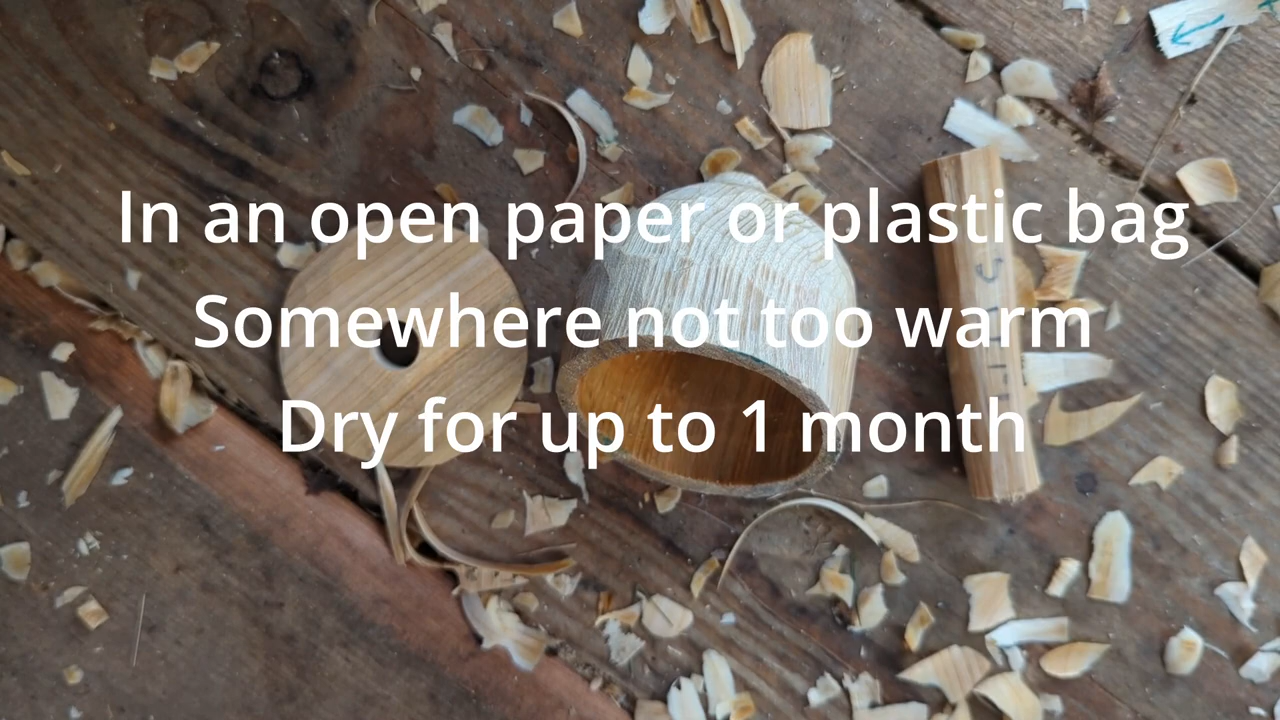 In an open paper or plastic bag
Somewhere not too warm
Dry for up to 1 month